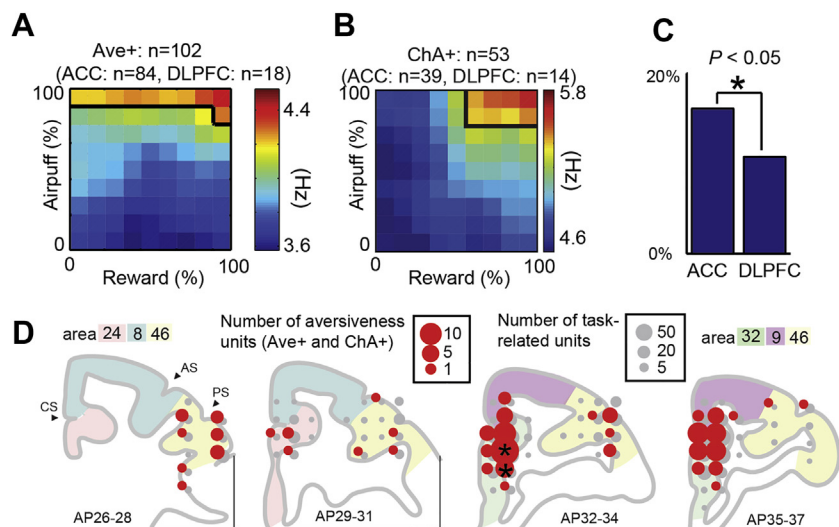 A
Ave+: n=102
(ACC: n=84, DLPFC: n=18)
100
Airpuff (%)
0
0
100
Reward (%)
4.4
(Hz)
3.6
B
ChA+: n=53
(ACC: n=39, DLPFC: n=14)
100
Airpuff (%)
0
0
100
Reward (%)
5.8
(Hz)
4.6
C
P < 0.05
*
20%
0%
ACC DLPFC
D
area 24 8 46
Number of aversiveness
units (Ave+ and ChA+)
10
5
1
Number of task-
related units
50
20
5
area 32 9 46
AS
PS
CS
*
*
AP26-28
AP29-31
AP32-34
AP35-37